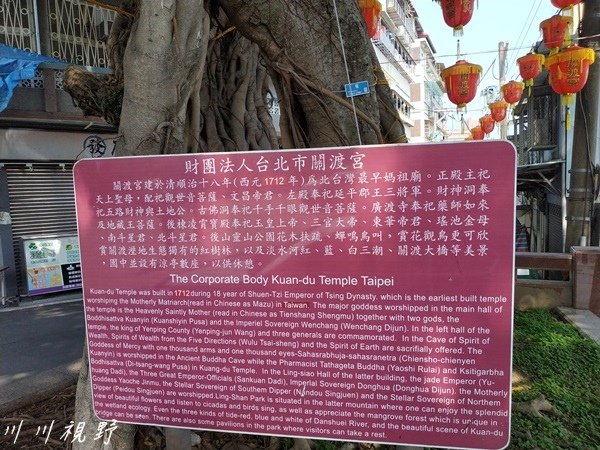 財團法人台北市關渡宮
關渡宮建於清順治十八年(西元1712年)為北台灣最早媽祖廟。正殿主祀
天上聖母，配祀觀世音菩薩、文昌帝君。左殿奉祀延平郡王三將軍。財神洞奉
祀五路財神與土地公。古佛洞奉祀千手千眼觀世音菩薩。廣渡寺奉祀藥師如來
及地藏王菩薩。後棟凌霄寶殿奉祀玉皇上帝、三官大帝、東華帝君、瑤池金母
、南斗星君、北斗星君。後山靈山公園花木扶疏、蟬鳴鳥叫，賞花觀鳥更可欣
賞關渡溼地生態獨有的紅樹林，以及淡水河紅、藍、白三潮、關渡大橋等美景
，園中並設有涼亭數座，以供休憩。
The Corporate Body Kuan-du Temple Taipei
Kuan-du Temple was built in 1712 during 18 year of Shuen-Tzi Emperor of Tsing Dynasty, which is the earliest built temple
worshiping the Motherly Matriarch(read in Chinese as Mazu) in Taiwan. The major goddess worshipped in the main hall of
the temple is the Heavenly Saintly Mother (read in Chinese as Tienshang Shengmu) together with two gods, the
Bodhisattva Kuanyin (Kuanshiyin Pusa) and the Imperiel Sovereign Wenchang (Wenchang Dijun). In the left hall of the
temple, the king of Yenping County (Yenping-jun Wang) and three generals are commamorated. In the Cave of Spirit of
Wealth, Spirits of Wealth from the Five Directions (Wulu Tsai-sheng) and the Spirit of Earth are sacrifially offered. The
Goddess of Mercy with one thousand arms and one thousand eyes-Sahasrabhuja-sahasranetra (Chiensho-chienyen
Kuanyin) is worshiped in the Ancient Buddha Cave while the Pharmacist Tathageta Buddha (Yaoshi Rulai) and Ksitigarbha
Bodhisattva (Di-tsang-wang Pusa) in Kuang-du Temple. In the Ling-siao Hall of the latter building, the jade Emperor (Yu-
huang Dadi), the Three Great Emperor-Officials (Sankuan Dadi), Imperial Sovereign Donghua (Donghua Dijun), the Motherly
Goddess Yaoche Jinmu, the Stellar Sovereign of Southern Dipper (Nandou Singjuen) and the Stellar Sovereign of Northern
Dipper (Peidou Singjuen) are worshiped.Ling-Shan Park is situated in the latter mountain where one can enjoy the splendid
view of beautiful flowers and listen to cicadas and birds sing, as well as appreciate the mangrove forest which is unique in
the wetland ecology. Even the three kinds of tide-red, blue and white of Danshuei River, and the beautiful scene of Kuan-du
bridge can be seen. There are also some pavilions in the park where visitors can take a rest.
川川視野